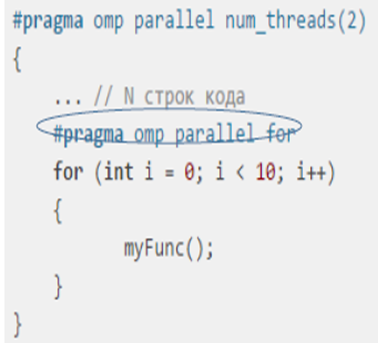 #pragma omp parallel num_threads(2)
{
... // N строк кода
#pragma omp parallel for
for (int i = 0; i < 10; i++)
{
myFunc();
}
}